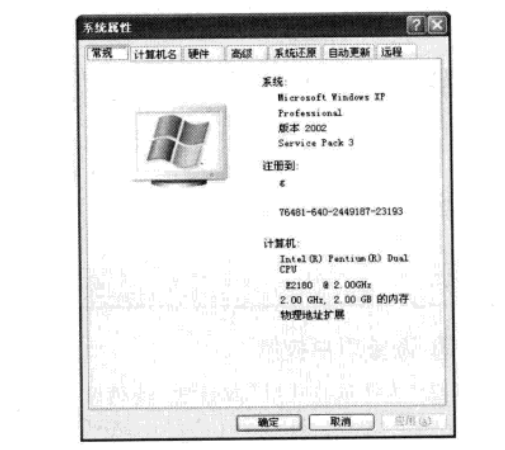 系统属性
常规 计算机名 硬件 高级 系统还原 自动更新 远程
系统:
Microsoft Windows XP
Professional
版本 2002
Service Pack 3
注册到:
g
76481-640-2449187-23193
计算机:
Intel(R) Pentium(R) Dual
CPU
E2180 @ 2.00GHz
2.00 GHz, 2.00 GB 的内存
物理地址扩展
确定 取消 应用(A)